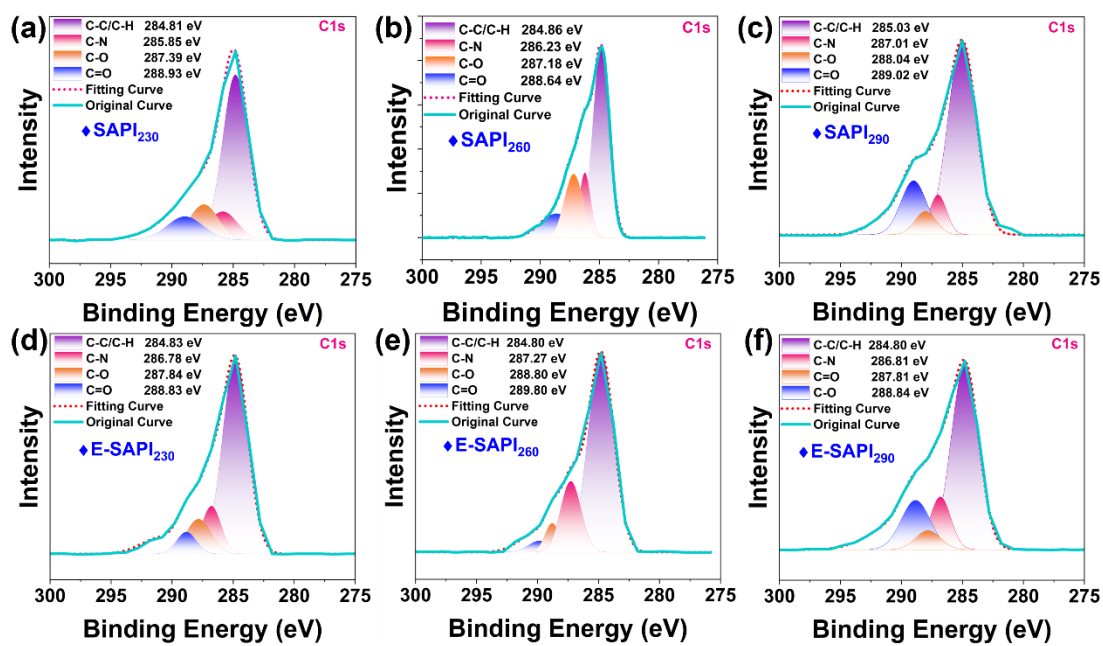 (a)
C-C/C-H 284.81 eV
C-N 285.85 eV
C-O 287.39 eV
C=O 288.93 eV
Fitting Curve
Original Curve
C1s
♦ SAPI₂₃₀
Intensity
300 295 290 285 280 275
Binding Energy (eV)
(b)
C-C/C-H 284.86 eV
C-N 286.23 eV
C-O 287.18 eV
C=O 288.64 eV
Fitting Curve
Original Curve
C1s
♦ SAPI₂₆₀
Intensity
300 295 290 285 280 275
Binding Energy (eV)
(c)
C-C/C-H 285.03 eV
C-N 287.01 eV
C-O 288.04 eV
C=O 289.02 eV
Fitting Curve
Original Curve
C1s
♦ SAPI₂₉₀
Intensity
300 295 290 285 280 275
Binding Energy (eV)
(d)
C-C/C-H 284.83 eV
C-N 286.78 eV
C-O 287.84 eV
C=O 288.83 eV
Fitting Curve
Original Curve
C1s
♦ E-SAPI₂₃₀
Intensity
300 295 290 285 280 275
Binding Energy (eV)
(e)
C-C/C-H 284.80 eV
C-N 287.27 eV
C-O 288.80 eV
C=O 289.80 eV
Fitting Curve
Original Curve
C1s
♦ E-SAPI₂₆₀
Intensity
300 295 290 285 280 275
Binding Energy (eV)
(f)
C-C/C-H 284.80 eV
C-N 286.81 eV
C=O 287.81 eV
C-O 288.84 eV
Fitting Curve
Original Curve
C1s
♦ E-SAPI₂₉₀
Intensity
300 295 290 285 280 275
Binding Energy (eV)